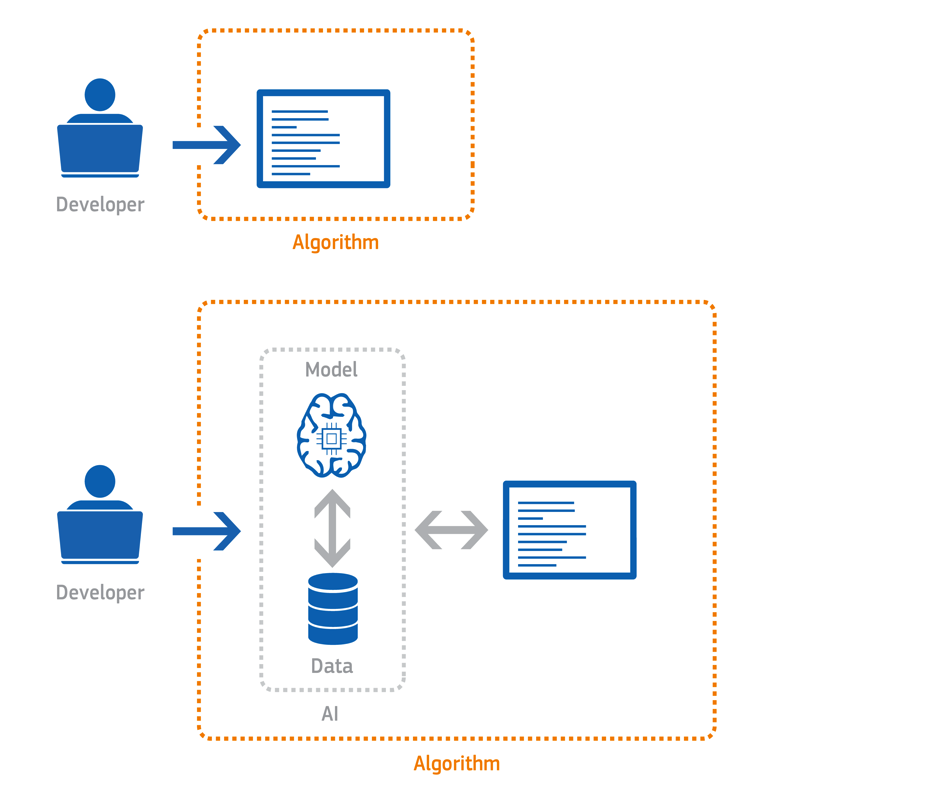 Developer
Algorithm
Model
Developer
Data
AI
Algorithm